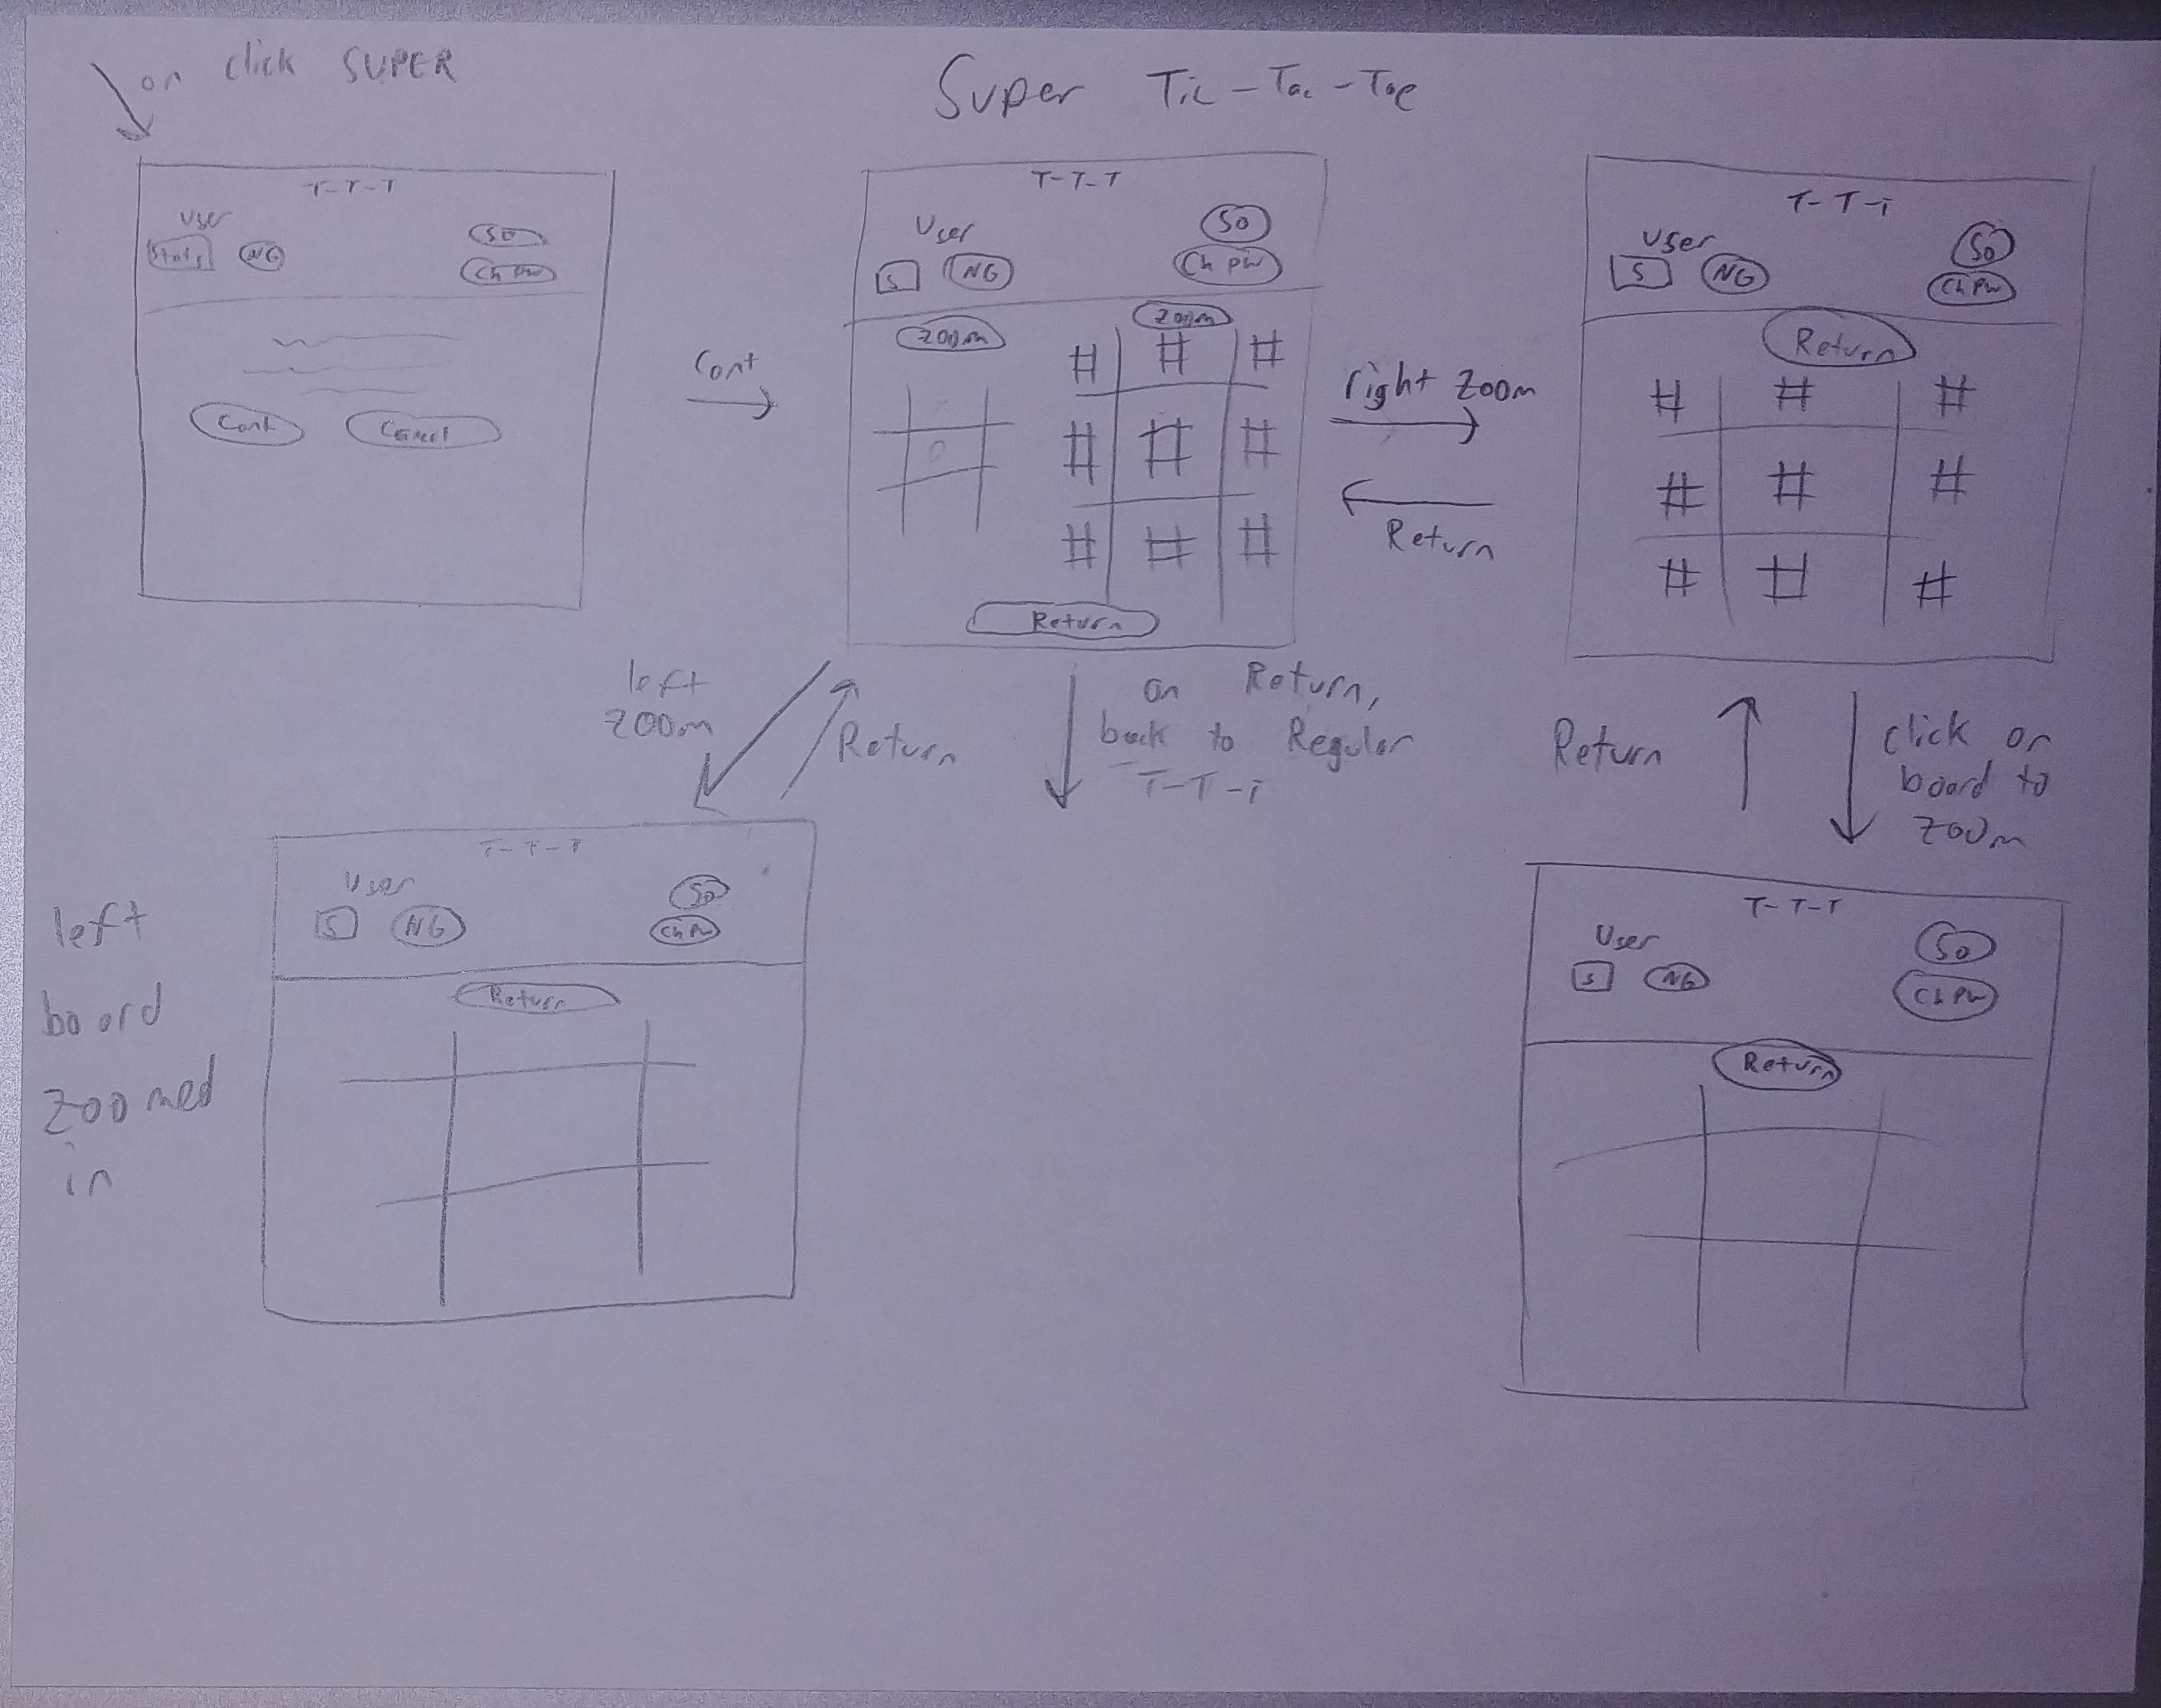 on click SUPER
Super Tic-Tac-Toe
T-T-T
User
Stats NG
SO
Ch PW
Cont Cancel
Cont
T-T-T
User
S NG
SO
Ch PW
Zoom
Zoom
Return
right Zoom
Return
T-T-T
User
S NG
SO
Ch PW
Return
left
zoom
Return
on Return,
back to Regular
T-T-T
Return
click on
board to
zoom
left
board
zoomed
in
T-T-T
User
S NG
SO
Ch PW
Return
T-T-T
User
S NG
SO
Ch PW
Return